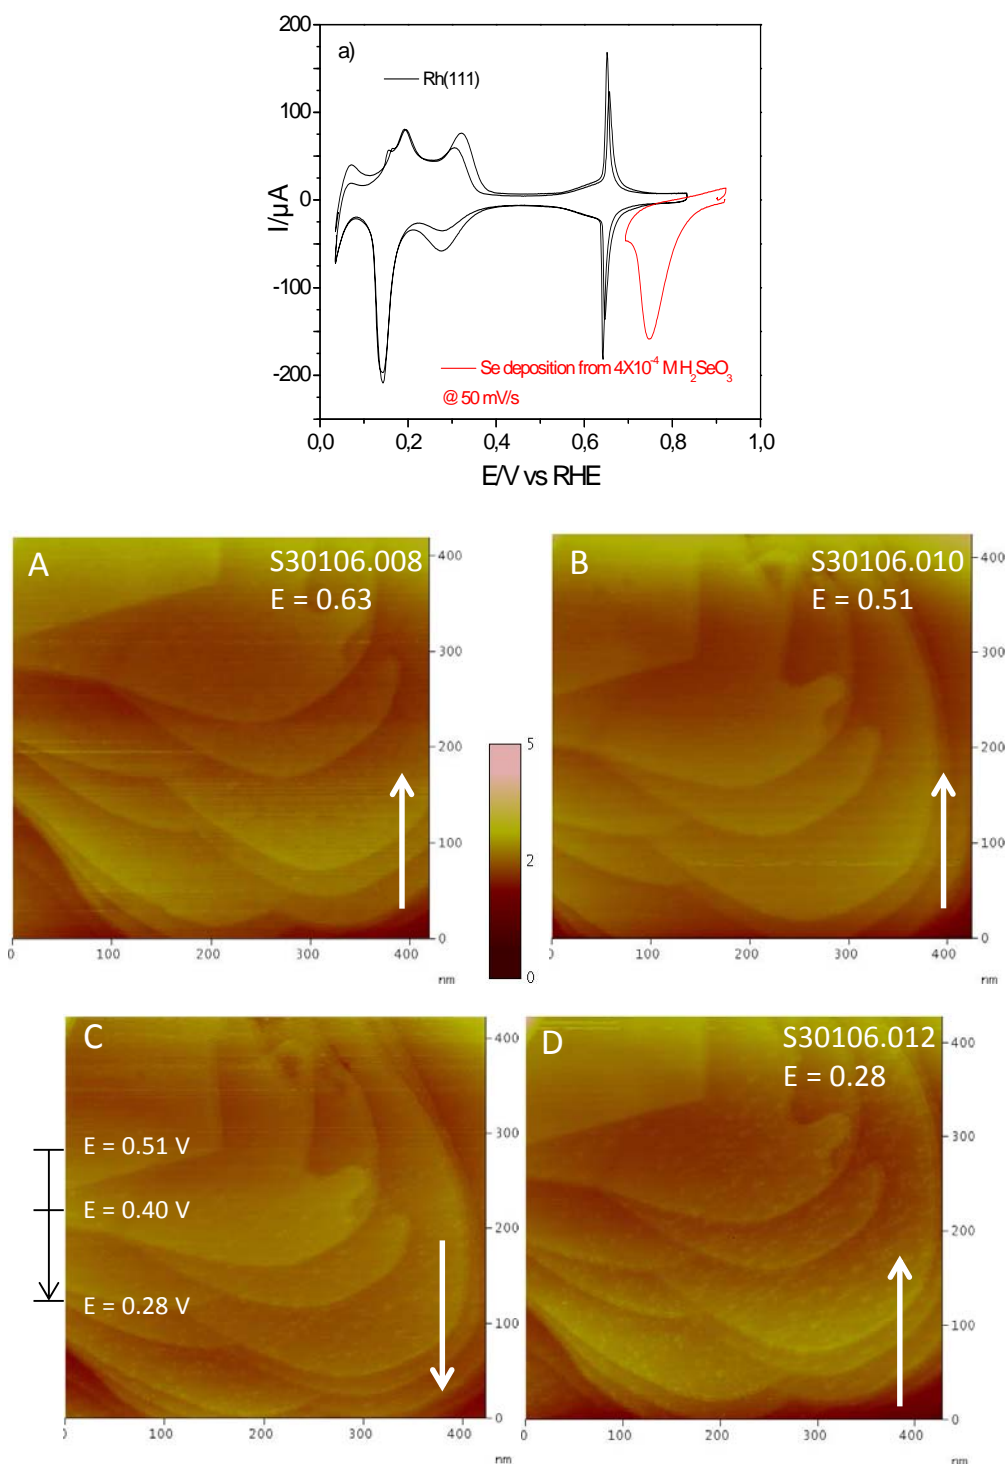 a)
Rh(111)
I/µA
200
100
0
-100
-200
Se deposition from 4X10⁻⁴ M H₂SeO₃
@ 50 mV/s
0,0 0,2 0,4 0,6 0,8 1,0
E/V vs RHE
A
S30106.008
E = 0.63
400
300
200
100
0
0 100 200 300 400
nm
5
2
0
B
S30106.010
E = 0.51
400
300
200
100
0
0 100 200 300 400
nm
C
E = 0.51 V
E = 0.40 V
E = 0.28 V
400
300
200
100
0
0 100 200 300 400
nm
D
S30106.012
E = 0.28
400
300
200
100
0
0 100 200 300 400
nm